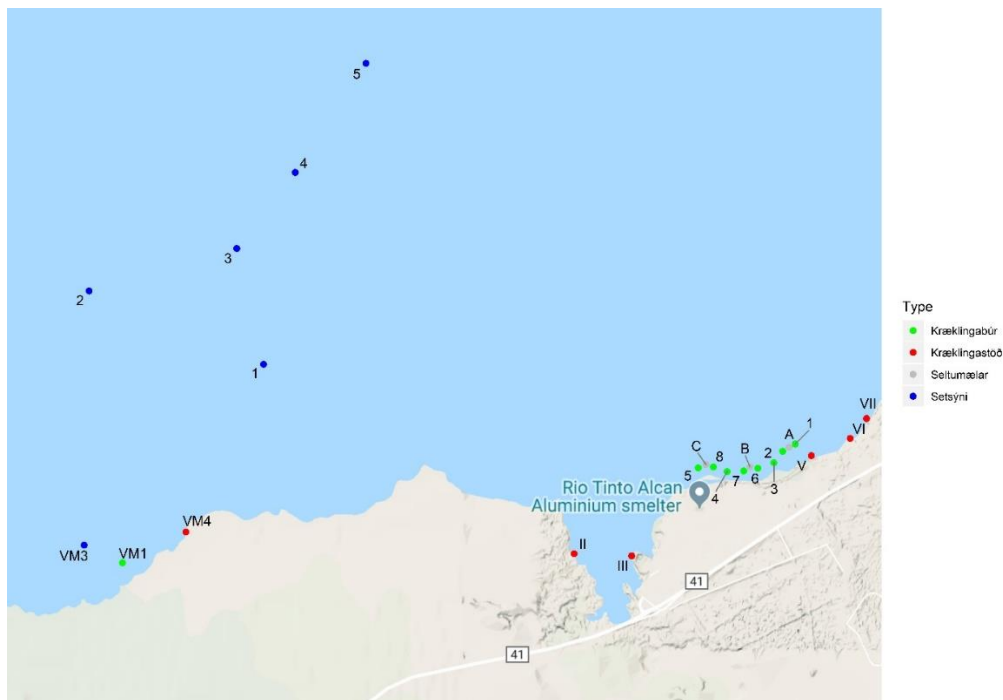 5
4
3
2
1
Type
Kræklingabúr
Kræklingastöð
Seltumælar
Setsýni
VII
1
A
VI
C
8
B
2
V
5
7
6
3
4
Rio Tinto Alcan
Aluminium smelter
VM4
VM3
VM1
II
III
41
41